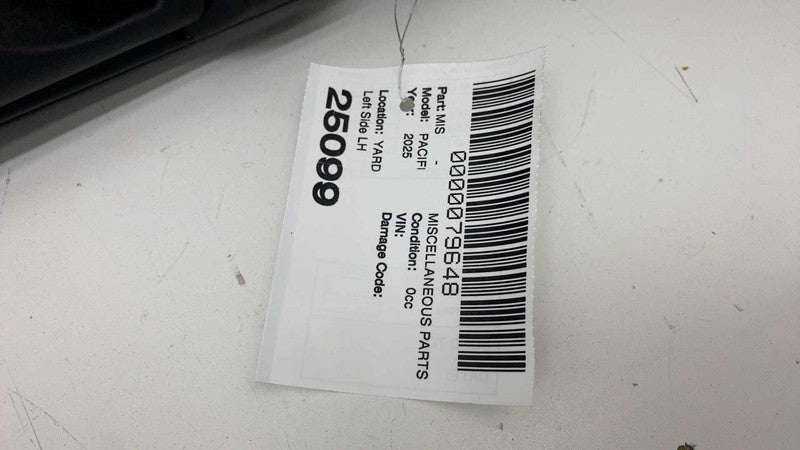 0000079648
Part: MIS - MISCELLANEOUS PARTS
Model: PACIFI Condition: 0cc
Year: 2025 VIN:
Damage Code:
Location: YARD
Left Side LH
25099